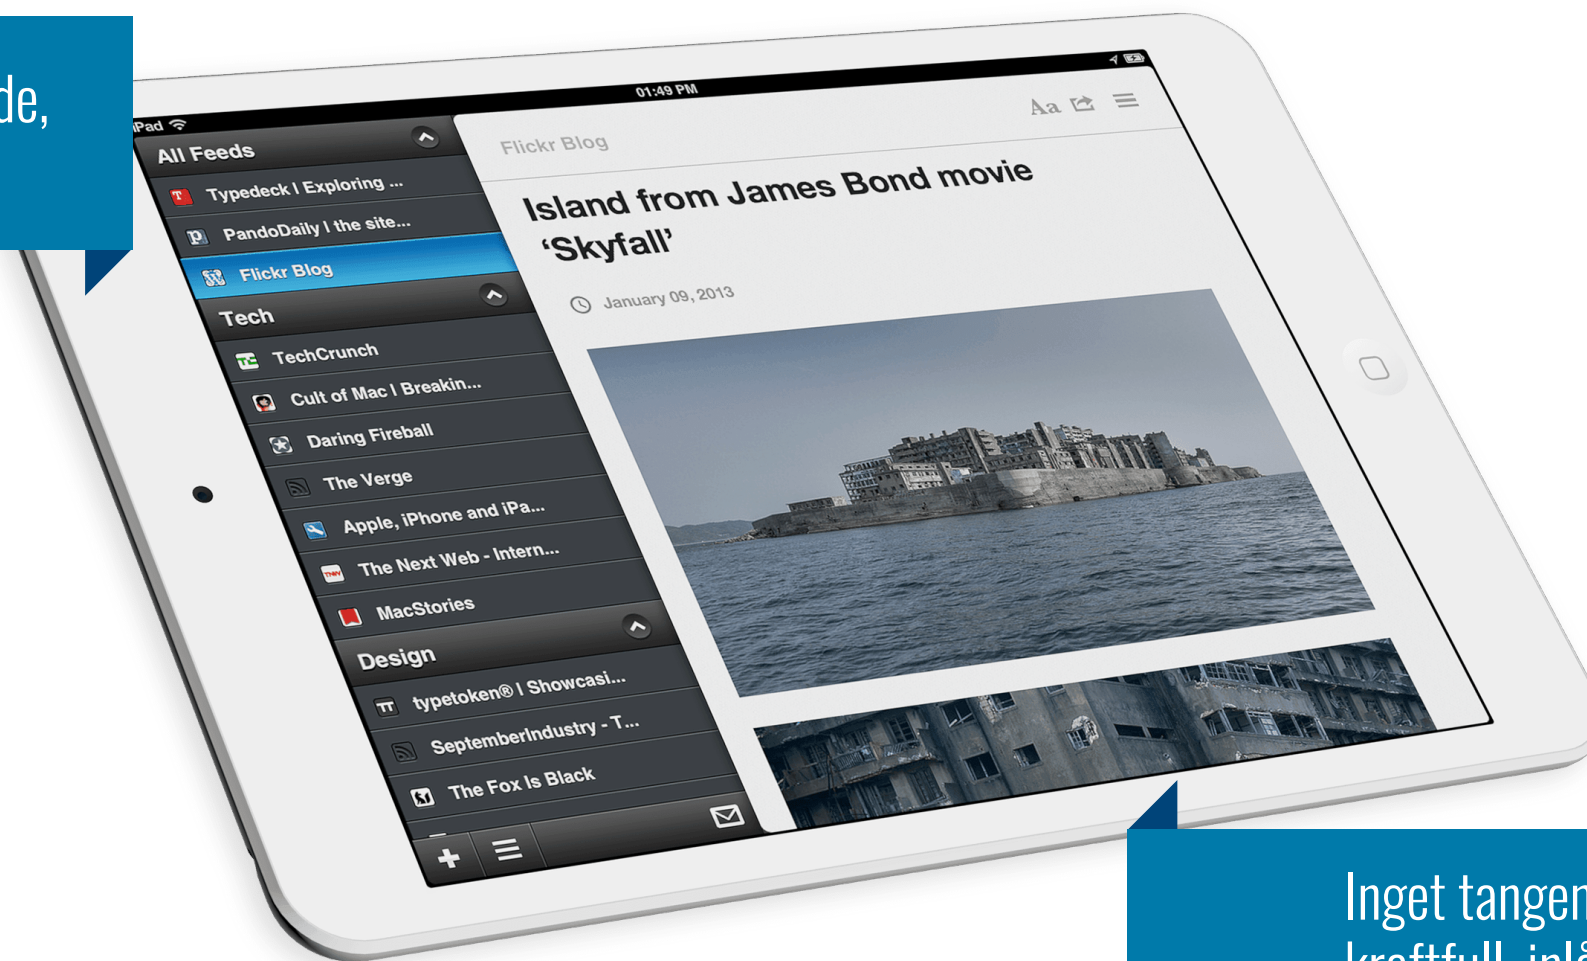 de,
iPad
01:49 PM
All Feeds
Typedeck | Exploring ...
PandoDaily | the site...
Flickr Blog
Tech
TechCrunch
Cult of Mac | Breakin...
Daring Fireball
The Verge
Apple, iPhone and iPa...
The Next Web - Intern...
MacStories
Design
typetoken® | Showcasi...
SeptemberIndustry - T...
The Fox Is Black
Flickr Blog
Aa
Island from James Bond movie
‘Skyfall’
January 09, 2013
Inget tangen